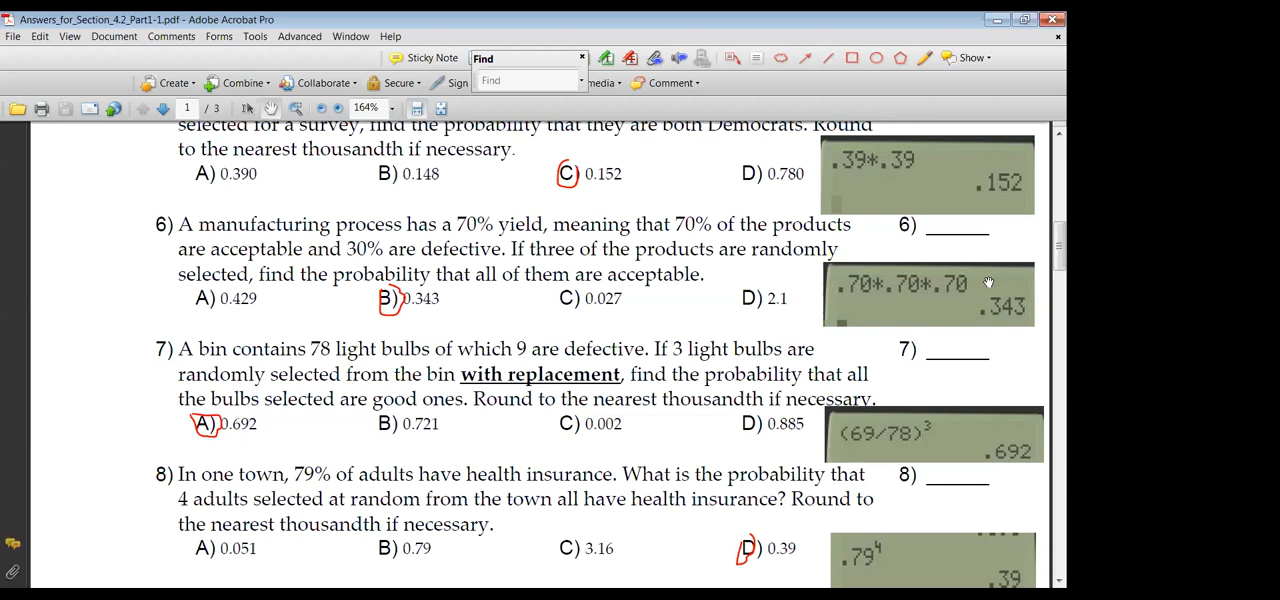 Answers_for_Section_4.2_Part1-1.pdf - Adobe Acrobat Pro
File Edit View Document Comments Forms Tools Advanced Window Help
Sticky Note Find Show
Create Combine Collaborate Secure Sign Find media Comment
1 / 3 164%
selected for a survey, find the probability that they are both Democrats. Round
to the nearest thousandth if necessary.
A) 0.390 B) 0.148 C) 0.152 D) 0.780
.39*.39
.152
6) A manufacturing process has a 70% yield, meaning that 70% of the products 6) ______
are acceptable and 30% are defective. If three of the products are randomly
selected, find the probability that all of them are acceptable.
A) 0.429 B) 0.343 C) 0.027 D) 2.1
.70*.70*.70
.343
7) A bin contains 78 light bulbs of which 9 are defective. If 3 light bulbs are 7) ______
randomly selected from the bin with replacement, find the probability that all
the bulbs selected are good ones. Round to the nearest thousandth if necessary.
A) 0.692 B) 0.721 C) 0.002 D) 0.885
(69/78)³
.692
8) In one town, 79% of adults have health insurance. What is the probability that 8) ______
4 adults selected at random from the town all have health insurance? Round to
the nearest thousandth if necessary.
A) 0.051 B) 0.79 C) 3.16 D) 0.39
.79⁴
.39